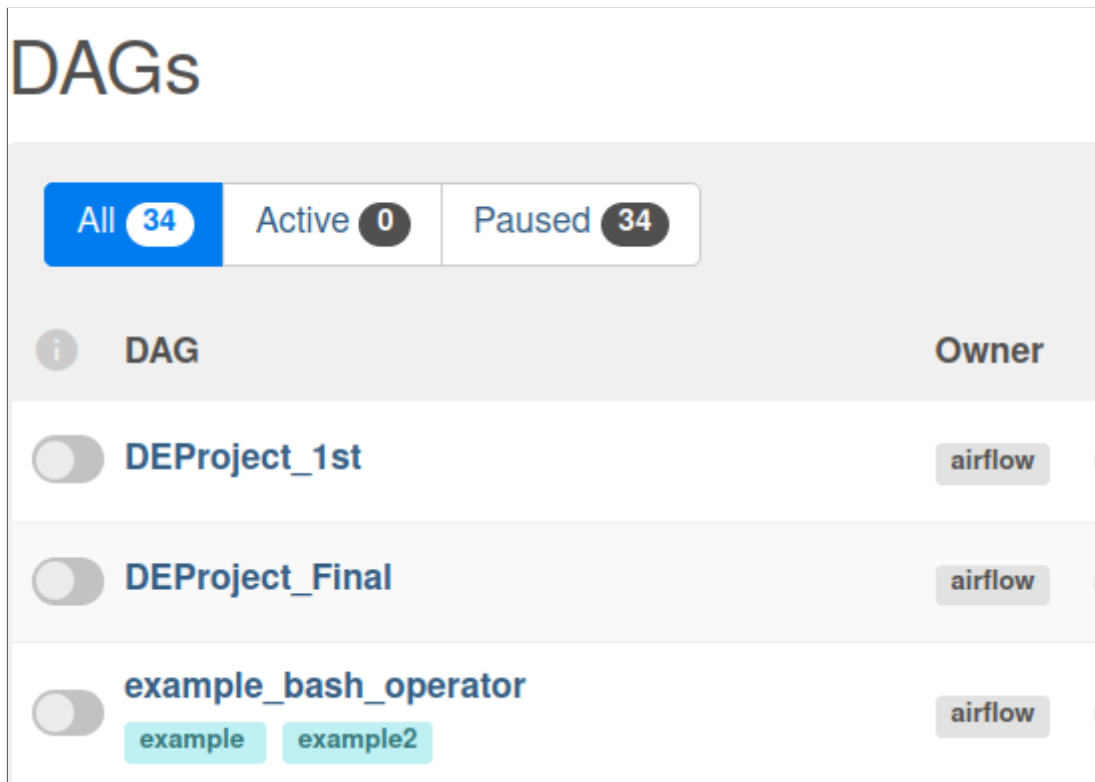 DAGs
All 34 Active 0 Paused 34
i DAG Owner
DEProject_1st airflow
DEProject_Final airflow
example_bash_operator airflow
example example2